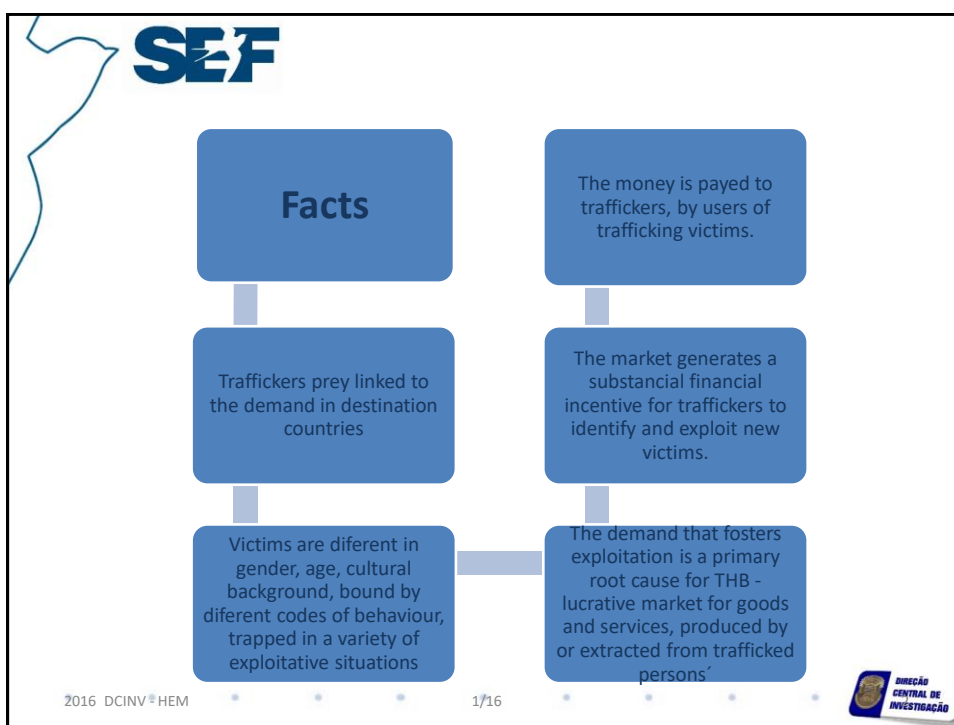 SEF
Facts
Traffickers prey linked to
the demand in destination
countries
Victims are diferent in
gender, age, cultural
background, bound by
diferent codes of behaviour,
trapped in a variety of
exploitative situations
The demand that fosters
exploitation is a primary
root cause for THB -
lucrative market for goods
and services, produced by
or extracted from trafficked
persons´
The market generates a
substancial financial
incentive for traffickers to
identify and exploit new
victims.
The money is payed to
traffickers, by users of
trafficking victims.
2016 DCINV - HEM
1/16
DIREÇÃO
CENTRAL DE
INVESTIGAÇÃO